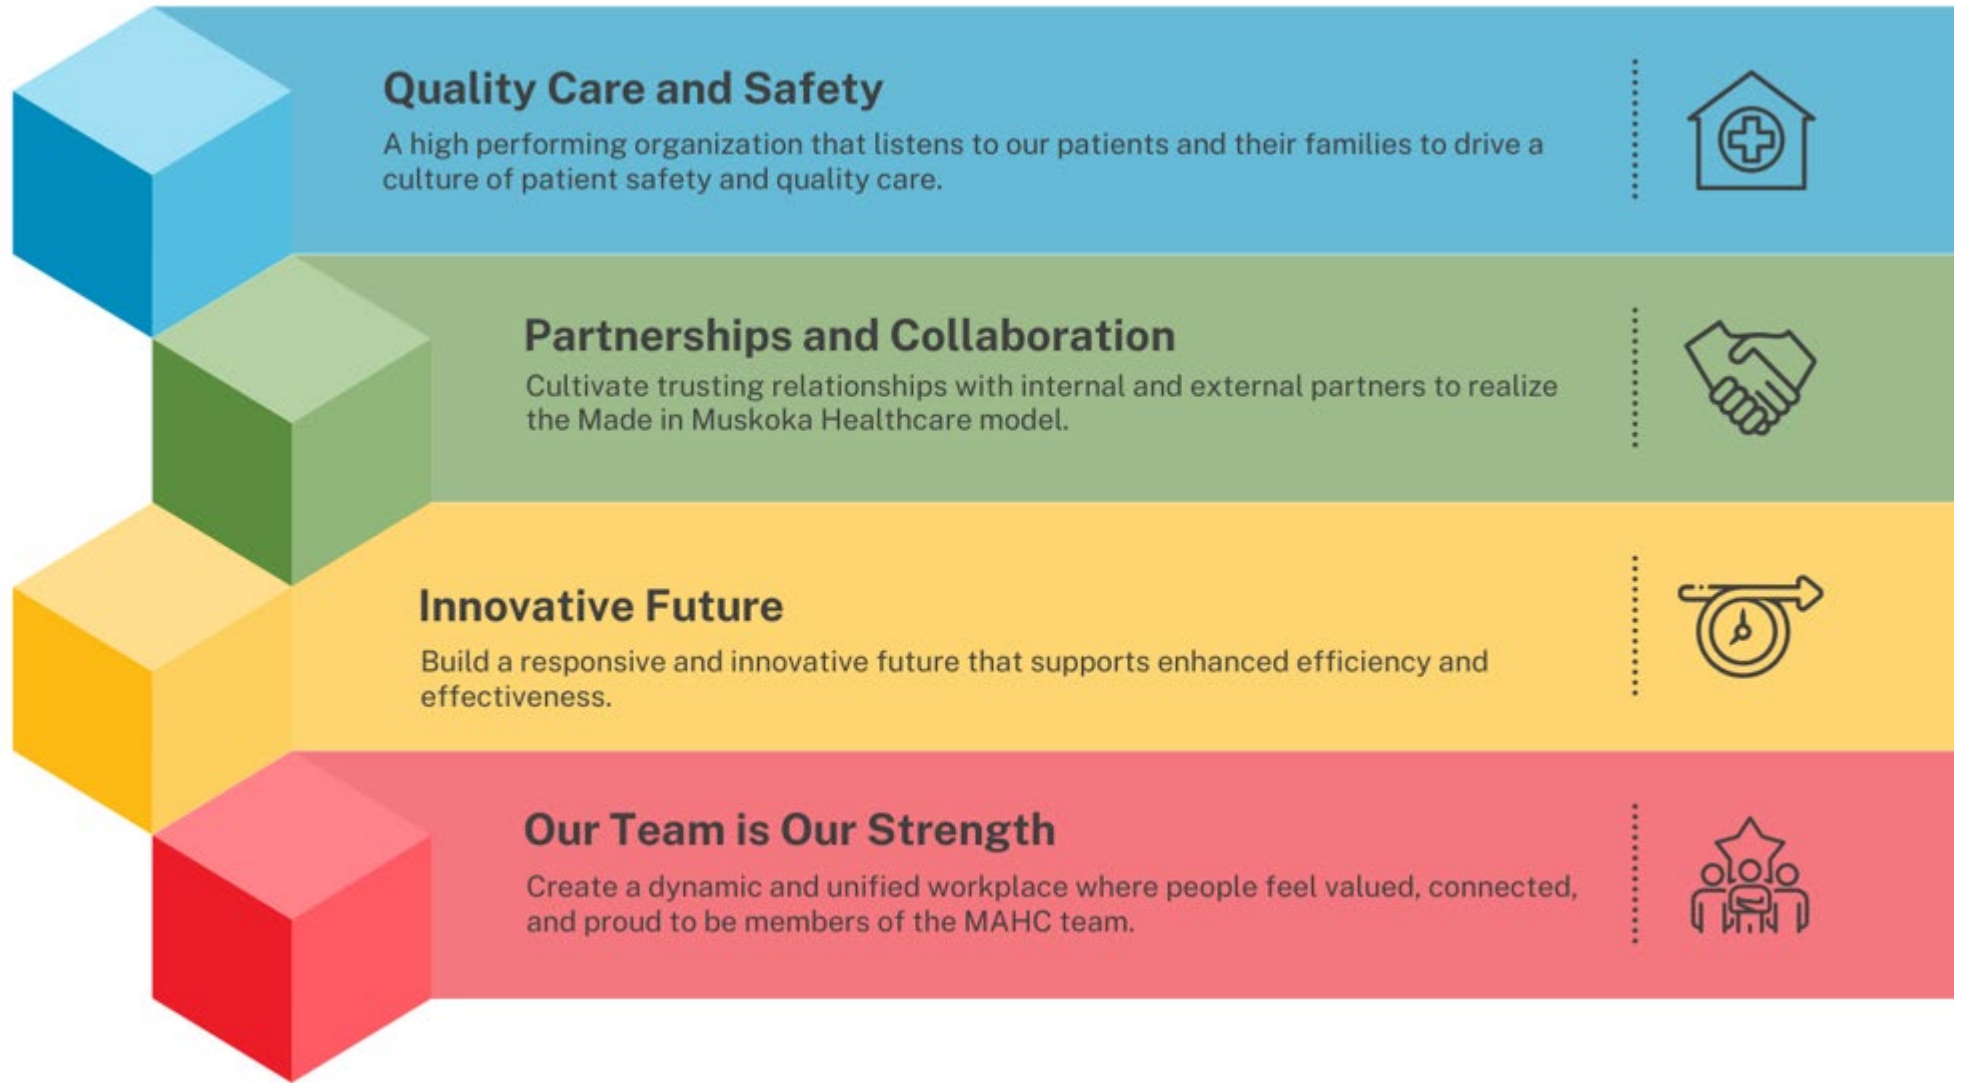 Quality Care and Safety
A high performing organization that listens to our patients and their families to drive a
culture of patient safety and quality care.
Partnerships and Collaboration
Cultivate trusting relationships with internal and external partners to realize
the Made in Muskoka Healthcare model.
Innovative Future
Build a responsive and innovative future that supports enhanced efficiency and
effectiveness.
Our Team is Our Strength
Create a dynamic and unified workplace where people feel valued, connected,
and proud to be members of the MAHC team.